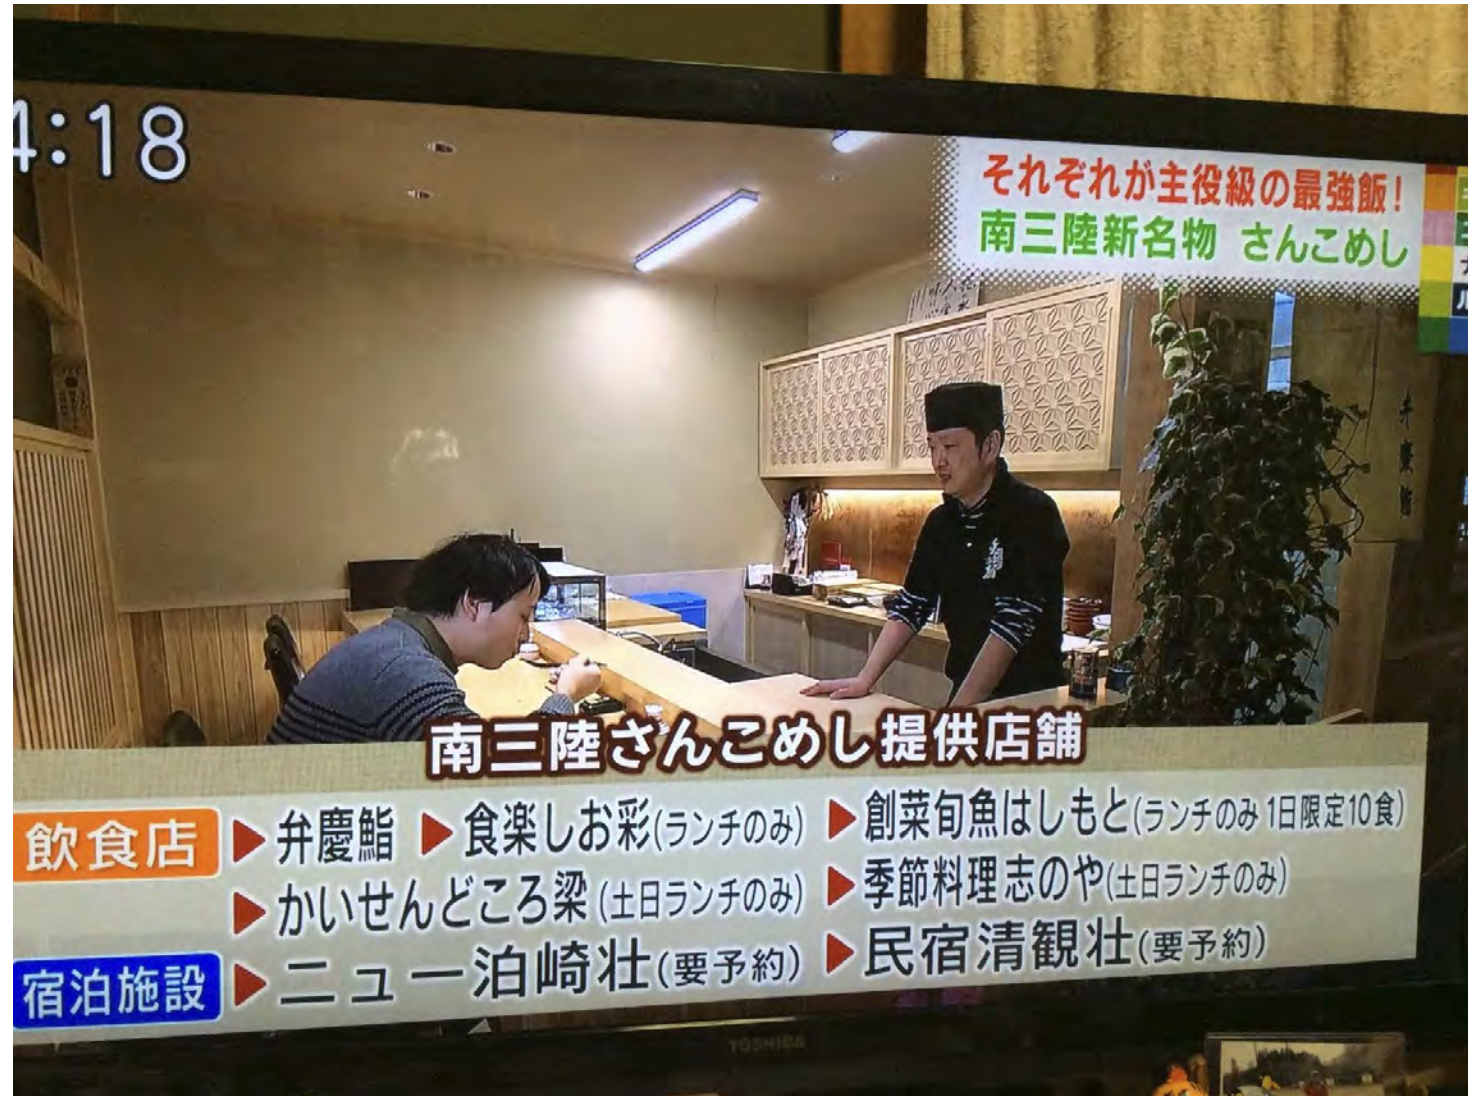 4:18
それぞれが主役級の最強飯!
南三陸新名物 さんこめし
弁慶鮨
南三陸さんこめし提供店舗
飲食店 ▶弁慶鮨 ▶食楽しお彩(ランチのみ) ▶創菜旬魚はしもと(ランチのみ 1日限定10食)
▶かいせんどころ梁(土日ランチのみ) ▶季節料理志のや(土日ランチのみ)
宿泊施設 ▶ニュー泊崎壮(要予約) ▶民宿清観壮(要予約)
TOSHIBA